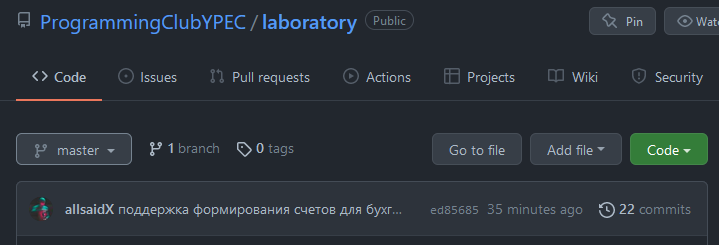 ProgrammingClubYPEC / laboratory Public Pin Wat
Code Issues Pull requests Actions Projects Wiki Security
master 1 branch 0 tags Go to file Add file Code
allsaidX поддержка формирования счетов для бухг... ed85685 35 minutes ago 22 commits